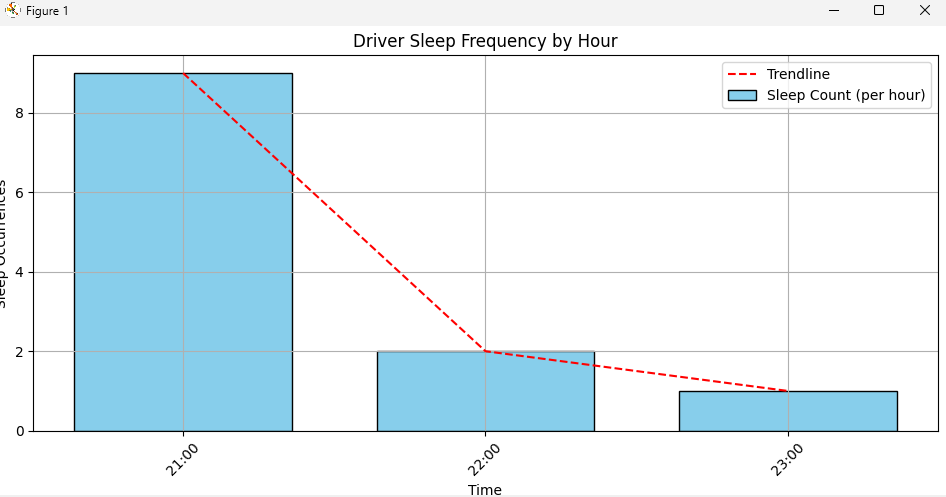 Figure 1
Driver Sleep Frequency by Hour
Trendline
Sleep Count (per hour)
8
6
4
2
0
Sleep Occurrences
21:00
22:00
23:00
Time